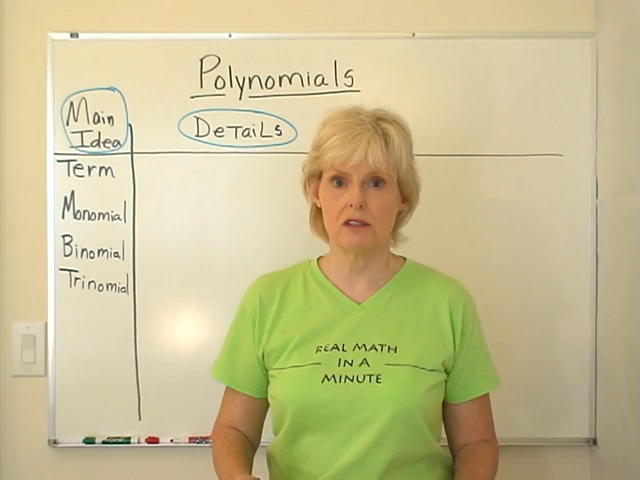 Polynomials
Main
Idea
Details
Term
Monomial
Binomial
Trinomial
REAL MATH
IN A
MINUTE